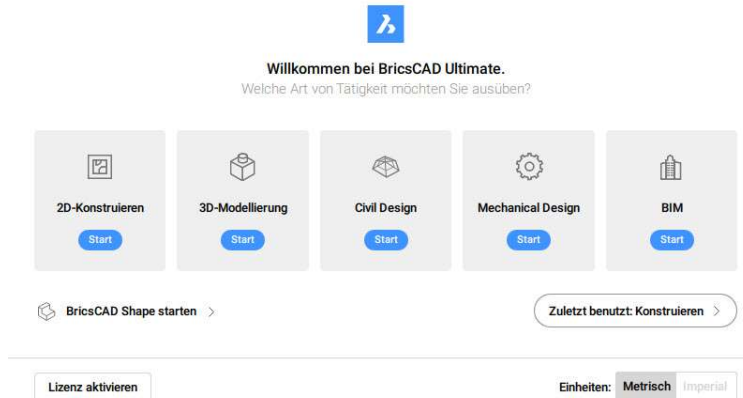 Willkommen bei BricsCAD Ultimate.
Welche Art von Tätigkeit möchten Sie ausüben?
2D-Konstruieren
3D-Modellierung
Civil Design
Mechanical Design
BIM
Start
Start
Start
Start
Start
BricsCAD Shape starten
Zuletzt benutzt: Konstruieren
Lizenz aktivieren
Einheiten: Metrisch Imperial